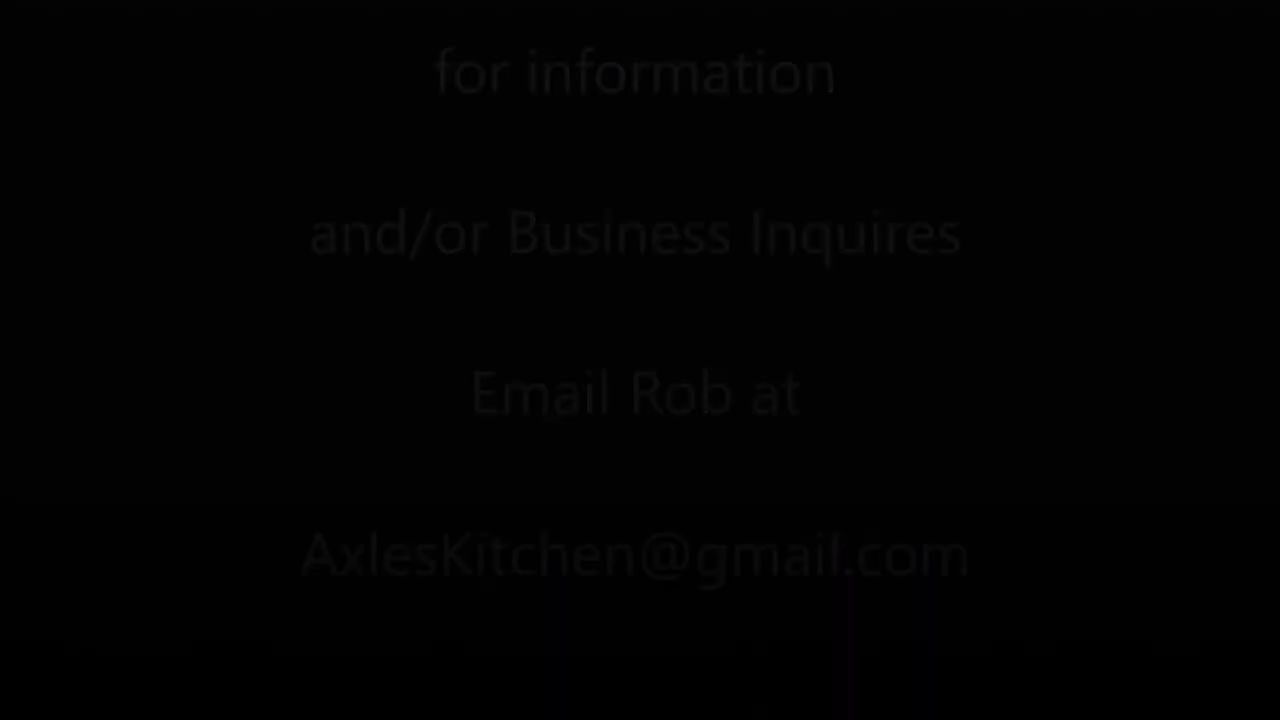 for information
and/or Business Inquires
Email Rob at
AxlesKitchen@gmail.com